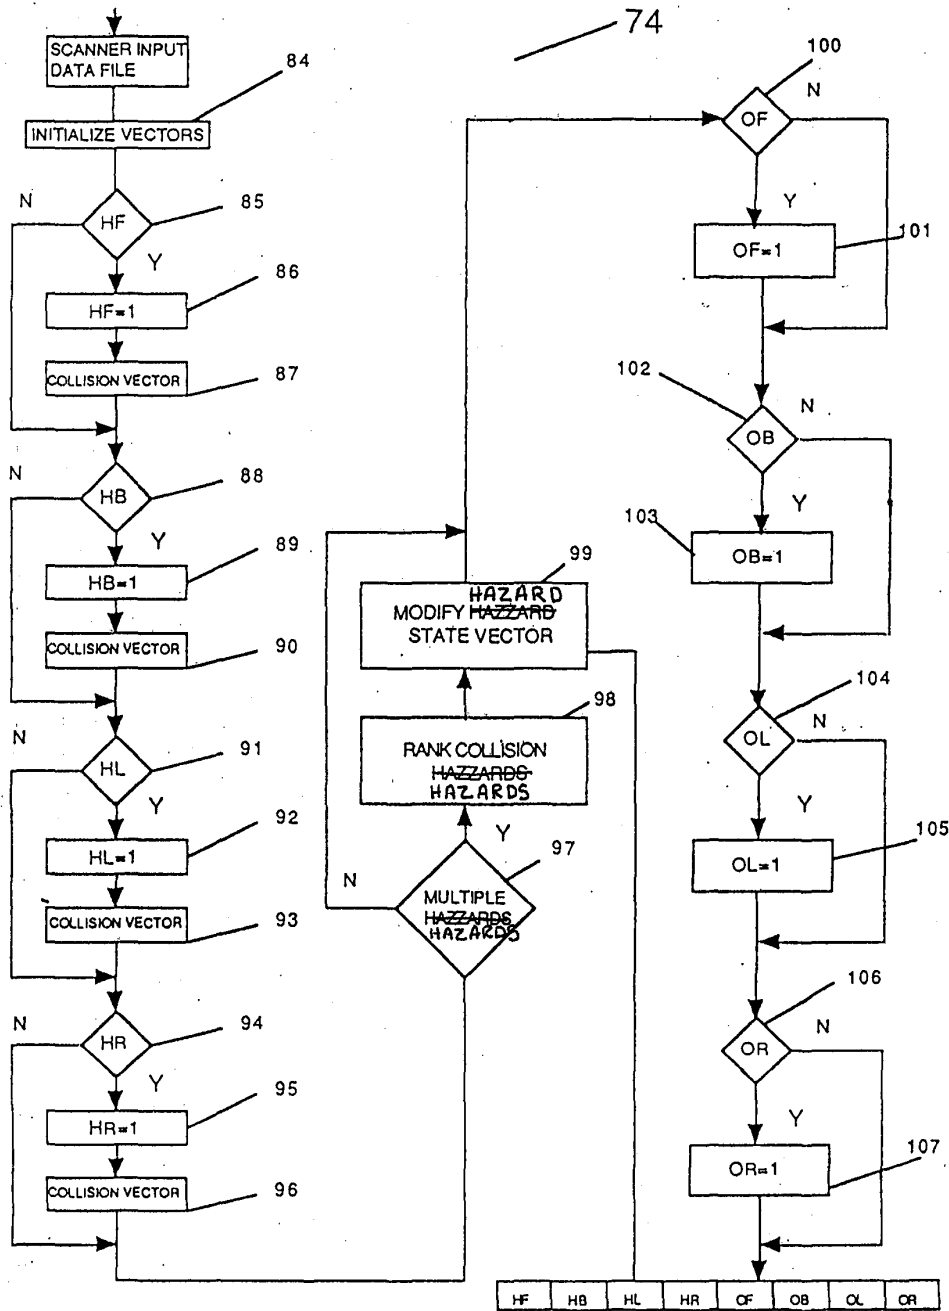 74
SCANNER INPUT
DATA FILE
84
INITIALIZE VECTORS
N
HF
85
Y
HF=1
86
COLLISION VECTOR
87
N
HB
88
Y
HB=1
89
COLLISION VECTOR
90
N
HL
91
Y
HL=1
92
COLLISION VECTOR
93
N
HR
94
Y
HR=1
95
COLLISION VECTOR
96
99
HAZARD
MODIFY HAZZARD
STATE VECTOR
98
RANK COLLISION
HAZZARDS
HAZARDS
Y
97
N
MULTIPLE
HAZZARDS
HAZARDS
100
OF
N
Y
OF=1
101
102
OB
N
Y
103
OB=1
104
OL
N
Y
OL=1
105
106
OR
N
Y
OR=1
107
HF HB HL HR OF OB OL OR